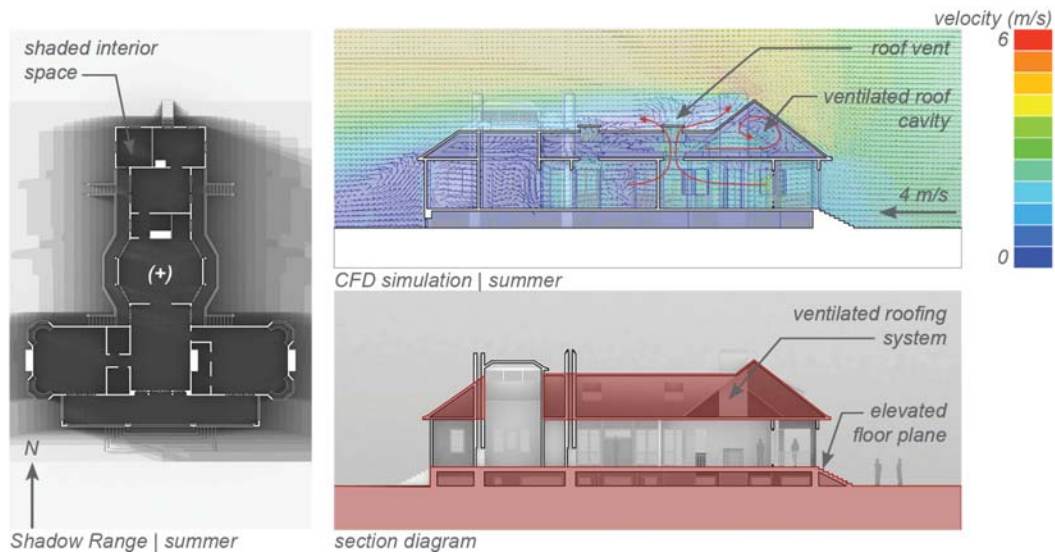 shaded interior
space
(+)
N
Shadow Range | summer
velocity (m/s)
6
0
roof vent
ventilated roof
cavity
4 m/s
CFD simulation | summer
ventilated roofing
system
elevated
floor plane
section diagram